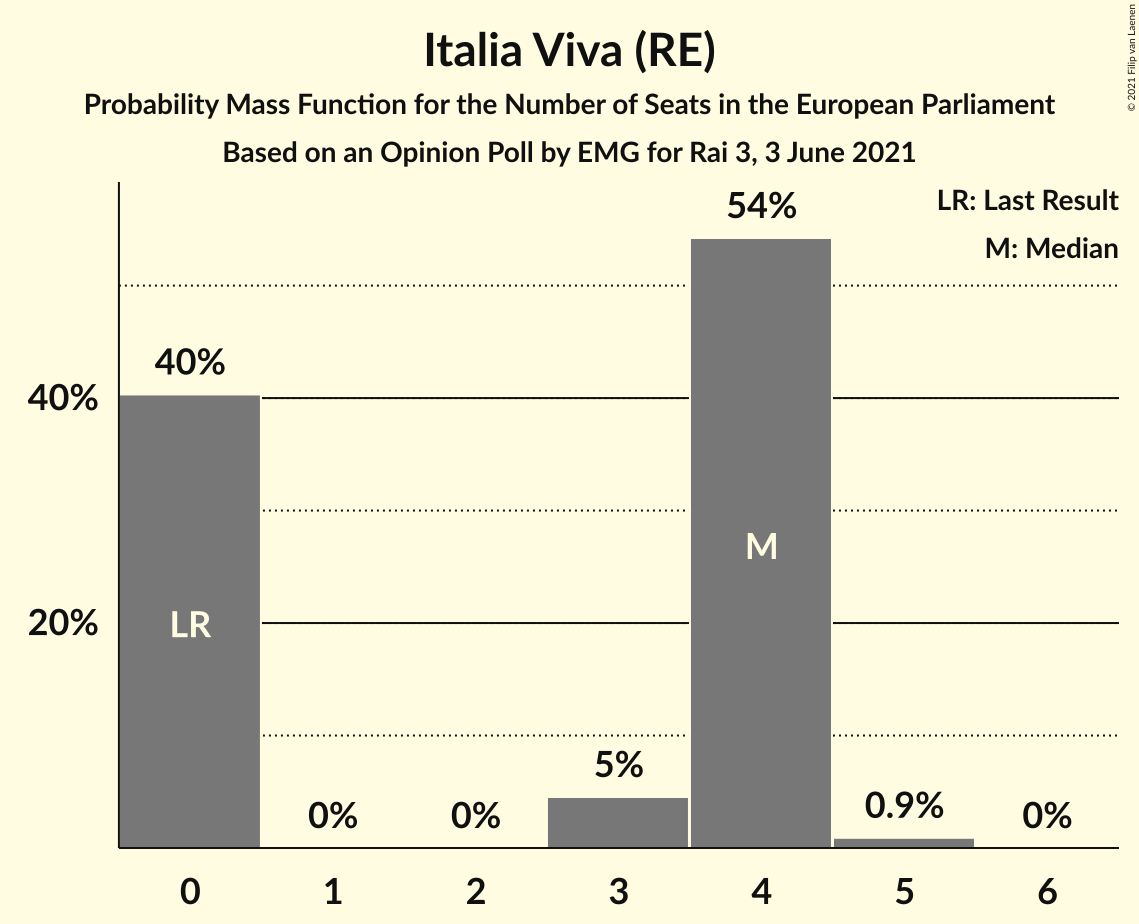 Italia Viva (RE)
Probability Mass Function for the Number of Seats in the European Parliament
Based on an Opinion Poll by EMG for Rai 3, 3 June 2021
© 2021 Filip van Laenen
LR: Last Result
M: Median
54%
40%
40%
M
20%
LR
5%
0%
0%
0.9%
0%
0
1
2
3
4
5
6